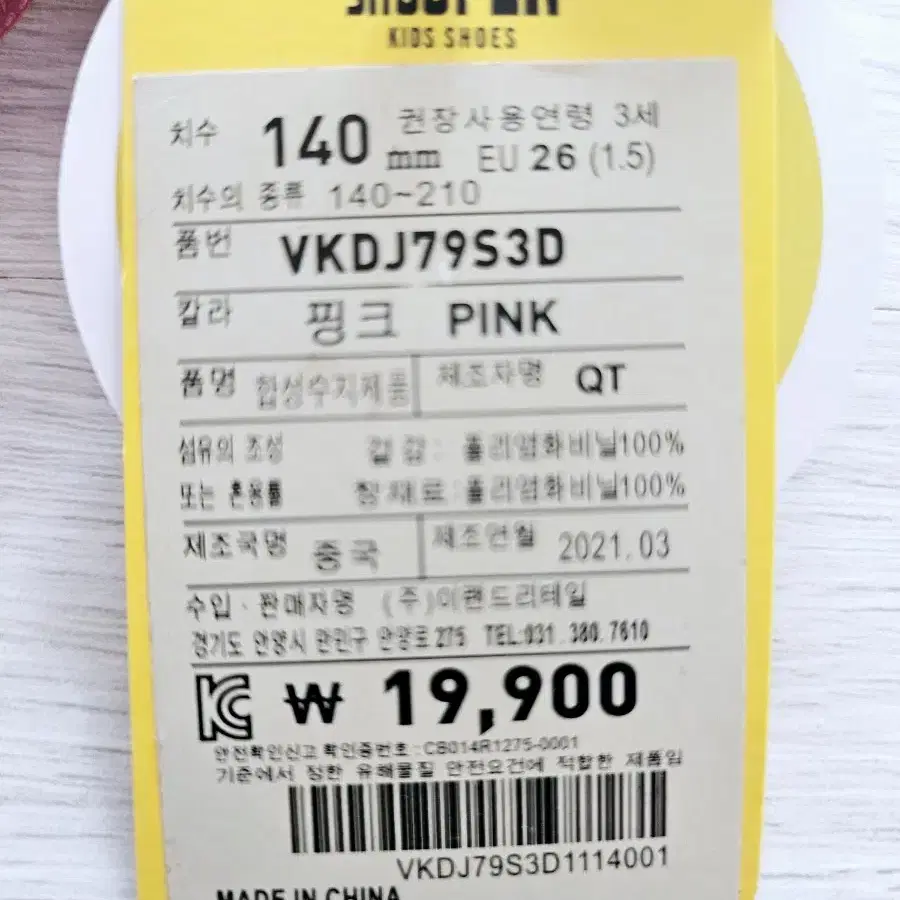 SHOOPEN
KIDS SHOES
치수 140 mm 권장사용연령 3세
EU 26 (1.5)
치수의 종류 140~210
품번 VKDJ79S3D
칼라 핑크 PINK
품명 합성수지제품 제조자명 QT
섬유의 조성 겉감: 폴리염화비닐100%
또는 혼용률 창재료:폴리염화비닐100%
제조국명 중국 제조연월 2021.03
수입·판매자명 (주)이랜드리테일
경기도 안양시 만안구 안양로 275 TEL:031.380.7610
KC ₩ 19,900
안전확인신고 확인증번호:CB014R1275-0001
기준에서 정한 유해물질 안전요건에 적합한 제품임
VKDJ79S3D1114001
MADE IN CHINA